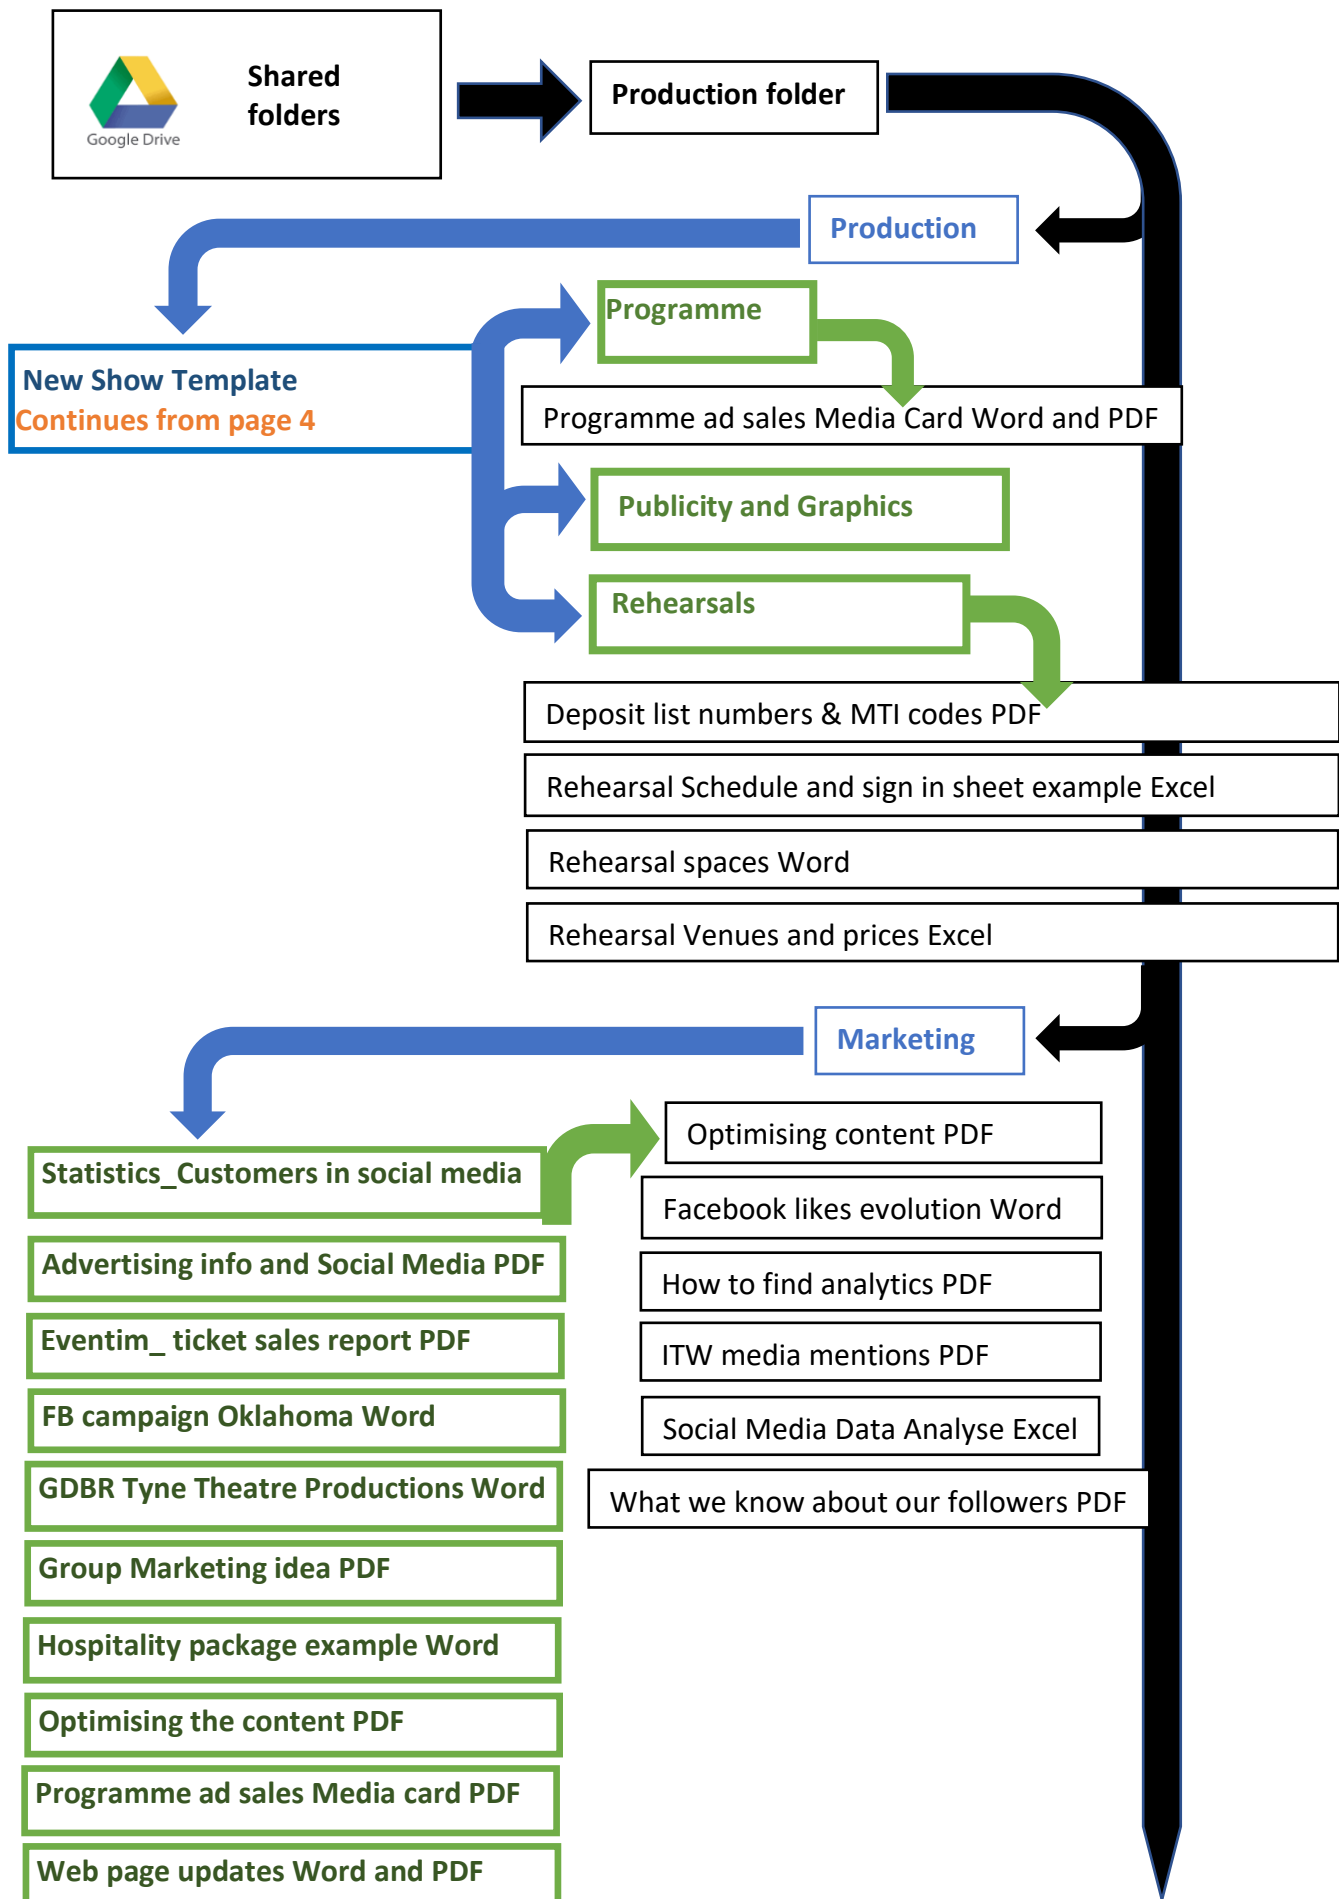 Shared
folders
Google Drive
Production folder
Production
Programme
New Show Template
Continues from page 4
Programme ad sales Media Card Word and PDF
Publicity and Graphics
Rehearsals
Deposit list numbers & MTI codes PDF
Rehearsal Schedule and sign in sheet example Excel
Rehearsal spaces Word
Rehearsal Venues and prices Excel
Marketing
Statistics_Customers in social media
Advertising info and Social Media PDF
Eventim_ ticket sales report PDF
FB campaign Oklahoma Word
GDBR Tyne Theatre Productions Word
Group Marketing idea PDF
Hospitality package example Word
Optimising the content PDF
Programme ad sales Media card PDF
Web page updates Word and PDF
Optimising content PDF
Facebook likes evolution Word
How to find analytics PDF
ITW media mentions PDF
Social Media Data Analyse Excel
What we know about our followers PDF